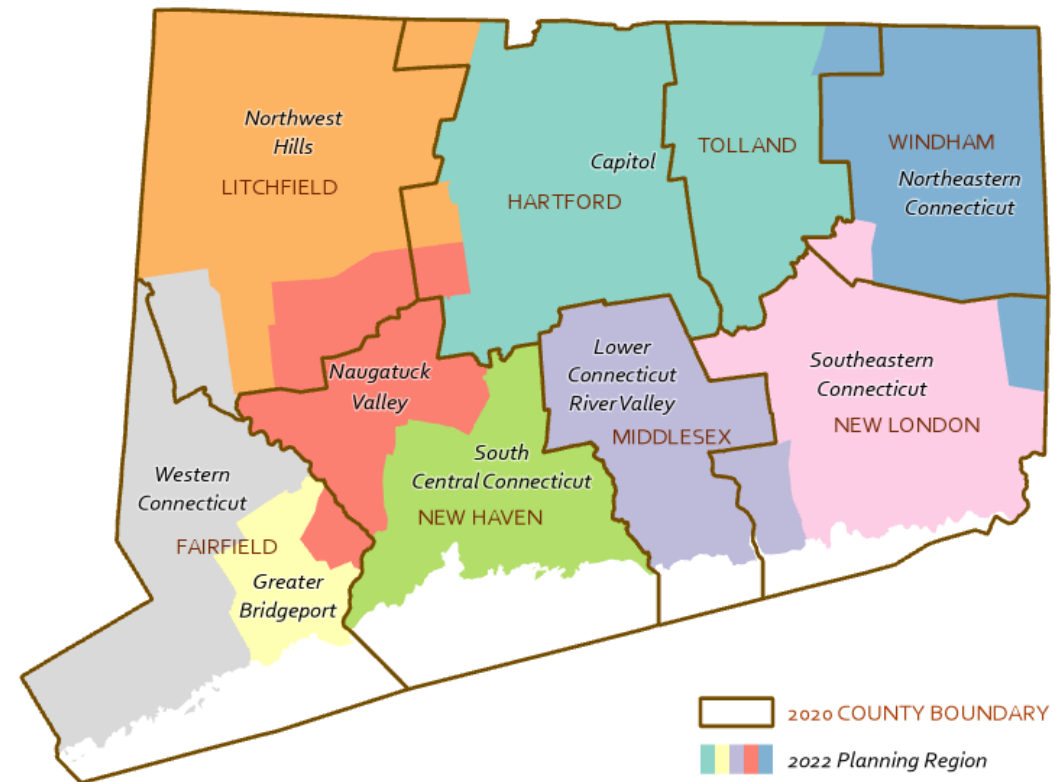 Northwest
Hills
LITCHFIELD
Capitol
HARTFORD
TOLLAND
WINDHAM
Northeastern
Connecticut
Naugatuck
Valley
Lower
Connecticut
River Valley
MIDDLESEX
Southeastern
Connecticut
NEW LONDON
Western
Connecticut
FAIRFIELD
South
Central Connecticut
NEW HAVEN
Greater
Bridgeport
2020 COUNTY BOUNDARY
2022 Planning Region